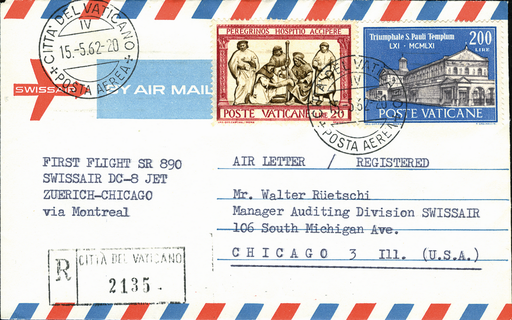 CITTÀ DEL VATICANO
IV
15.-5.62-20
POSTA AEREA
SWISSAIR
BY AIR MAIL
PEREGRINOS HOSPITIO ACCIPERE
POSTE VATICANE
LIRE 20
Triumphale S. Pauli Templum
LXI - MCMLXI
200
LIRE
POSTE VATICANE
POSTA AEREA
FIRST FLIGHT SR 890
SWISSAIR DC-8 JET
ZUERICH-CHICAGO
via Montreal
AIR LETTER / REGISTERED
Mr. Walter Rüetschi
Manager Auditing Division SWISSAIR
106 South Michigan Ave.
CHICAGO 3 Ill. (U.S.A.)
R
CITTÀ DEL VATICANO
2135